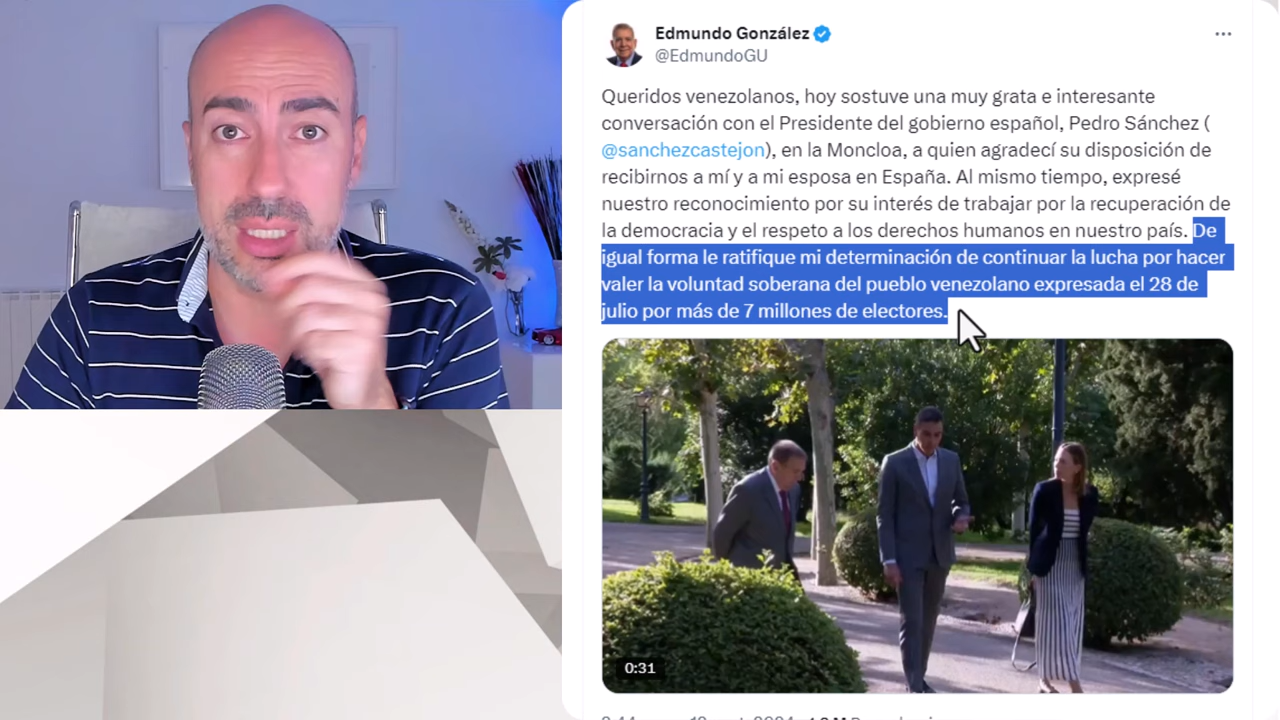 Edmundo González
@EdmundoGU
Queridos venezolanos, hoy sostuve una muy grata e interesante
conversación con el Presidente del gobierno español, Pedro Sánchez (
@sanchezcastejon), en la Moncloa, a quien agradecí su disposición de
recibirnos a mí y a mi esposa en España. Al mismo tiempo, expresé
nuestro reconocimiento por su interés de trabajar por la recuperación de
la democracia y el respeto a los derechos humanos en nuestro país. De
igual forma le ratifique mi determinación de continuar la lucha por hacer
valer la voluntad soberana del pueblo venezolano expresada el 28 de
julio por más de 7 millones de electores.
0:31